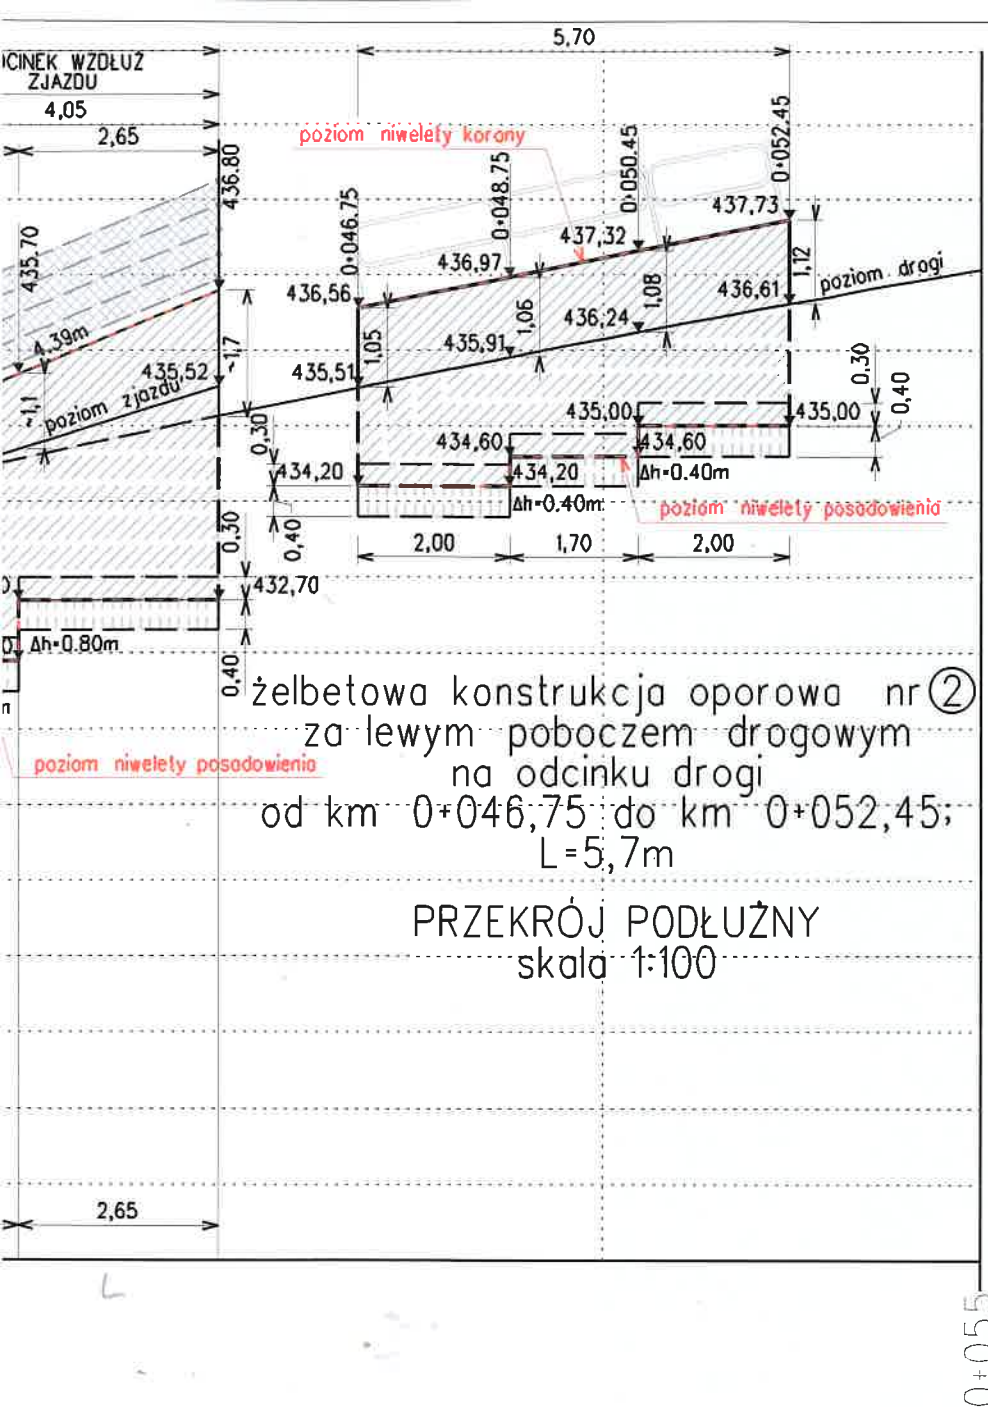 5,70
WZDŁUŻ
ZJAZDU
4,05
2,65
poziom niwelety korony
436.80
435.70
0+046.75
0+048.75
0+050.45
0+052.45
437,73
437,32
436,97
436,56
1,12
1,08
1,06
1,05
436,61
436,24
435,91
435,51
poziom drogi
4.39m
435,52
~1,7
~1,1
poziom zjazdu
0,30
0,40
435,00
435,00
434,60
434,60
434,20
434,20
0,30
0,40
Δh=0.40m
Δh=0.40m
poziom niwelety posadowienia
2,00
1,70
2,00
0,30
432,70
Δh=0.80m
0,40
żelbetowa konstrukcja oporowa nr 2
za lewym poboczem drogowym
na odcinku drogi
od km 0+046,75 do km 0+052,45;
L=5,7m
poziom niwelety posadowienia
PRZEKRÓJ PODŁUŻNY
skala 1:100
2,65
L
0+055